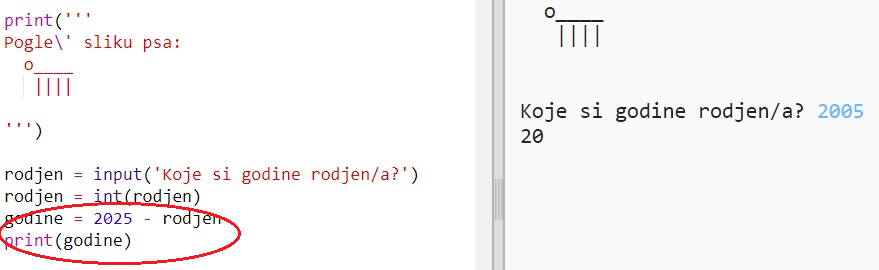 print('''
Pogle\' sliku psa:
  o____
   ||||

''')

rodjen = input('Koje si godine rodjen/a?')
rodjen = int(rodjen)
godine = 2025 - rodjen
print(godine)

  o____
   ||||

Koje si godine rodjen/a? 2005
20